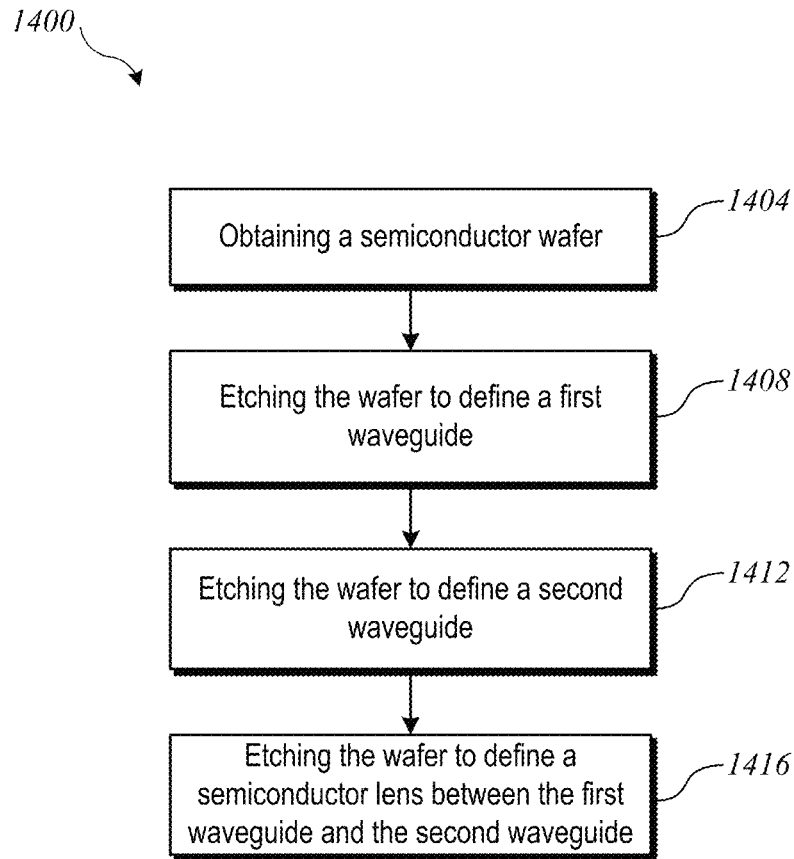 1400
Obtaining a semiconductor wafer
1404
Etching the wafer to define a first
waveguide
1408
Etching the wafer to define a second
waveguide
1412
Etching the wafer to define a
semiconductor lens between the first
waveguide and the second waveguide
1416